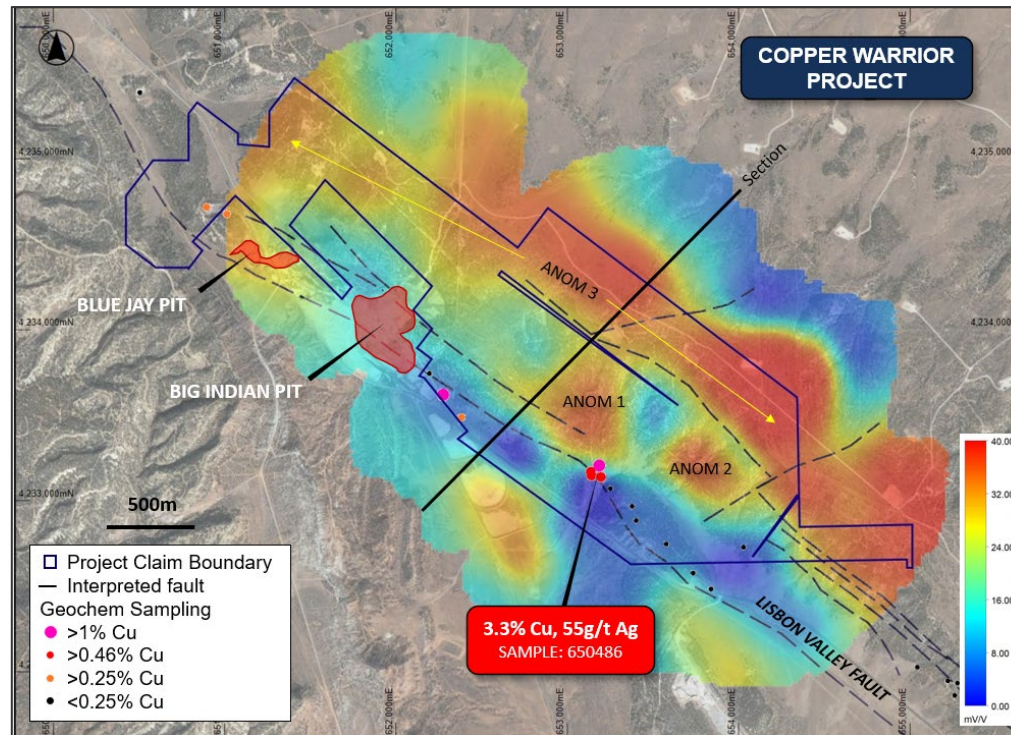 COPPER WARRIOR
PROJECT
651,000mE
652,000mE
653,000mE
654,000mE
4,235,000mN
4,235,000mN
Section
ANOM 3
BLUE JAY PIT
4,234,000mN
4,234,000mN
BIG INDIAN PIT
ANOM 1
ANOM 2
4,233,000mN
500m
Project Claim Boundary
Interpreted fault
Geochem Sampling
>1% Cu
>0.46% Cu
>0.25% Cu
<0.25% Cu
3.3% Cu, 55g/t Ag
SAMPLE: 650486
LISBON VALLEY FAULT
652,000mE
653,000mE
654,000mE
655,000mE
40.00
32.00
24.00
16.00
8.00
0.00
mV/V